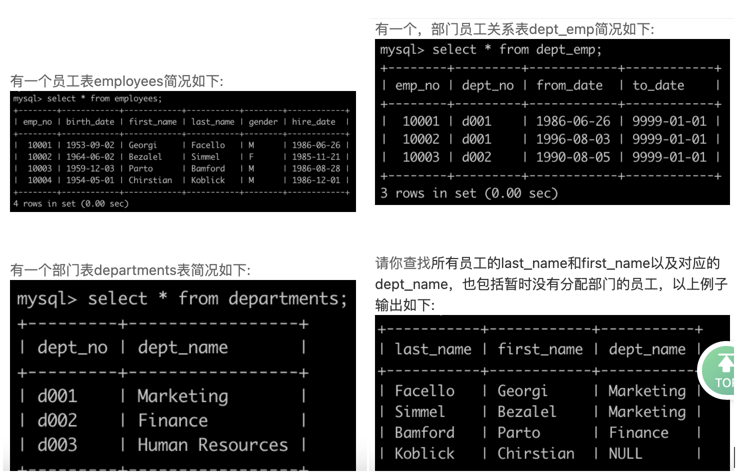 有一个员工表employees简况如下:
mysql> select * from employees;
+--------+------------+------------+-----------+--------+------------+
| emp_no | birth_date | first_name | last_name | gender | hire_date |
+--------+------------+------------+-----------+--------+------------+
| 10001 | 1953-09-02 | Georgi | Facello | M | 1986-06-26 |
| 10002 | 1964-06-02 | Bezalel | Simmel | F | 1985-11-21 |
| 10003 | 1959-12-03 | Parto | Bamford | M | 1986-08-28 |
| 10004 | 1954-05-01 | Chirstian | Koblick | M | 1986-12-01 |
+--------+------------+------------+-----------+--------+------------+
4 rows in set (0.00 sec)
有一个，部门员工关系表dept_emp简况如下:
mysql> select * from dept_emp;
+--------+---------+------------+------------+
| emp_no | dept_no | from_date | to_date |
+--------+---------+------------+------------+
| 10001 | d001 | 1986-06-26 | 9999-01-01 |
| 10002 | d001 | 1996-08-03 | 9999-01-01 |
| 10003 | d002 | 1990-08-05 | 9999-01-01 |
+--------+---------+------------+------------+
3 rows in set (0.00 sec)
有一个部门表departments表简况如下:
mysql> select * from departments;
+---------+-----------------+
| dept_no | dept_name |
+---------+-----------------+
| d001 | Marketing |
| d002 | Finance |
| d003 | Human Resources |
请你查找所有员工的last_name和first_name以及对应的
dept_name，也包括暂时没有分配部门的员工，以上例子
输出如下:
+-----------+------------+-----------+
| last_name | first_name | dept_name |
+-----------+------------+-----------+
| Facello | Georgi | Marketing |
| Simmel | Bezalel | Marketing |
| Bamford | Parto | Finance |
| Koblick | Chirstian | NULL |